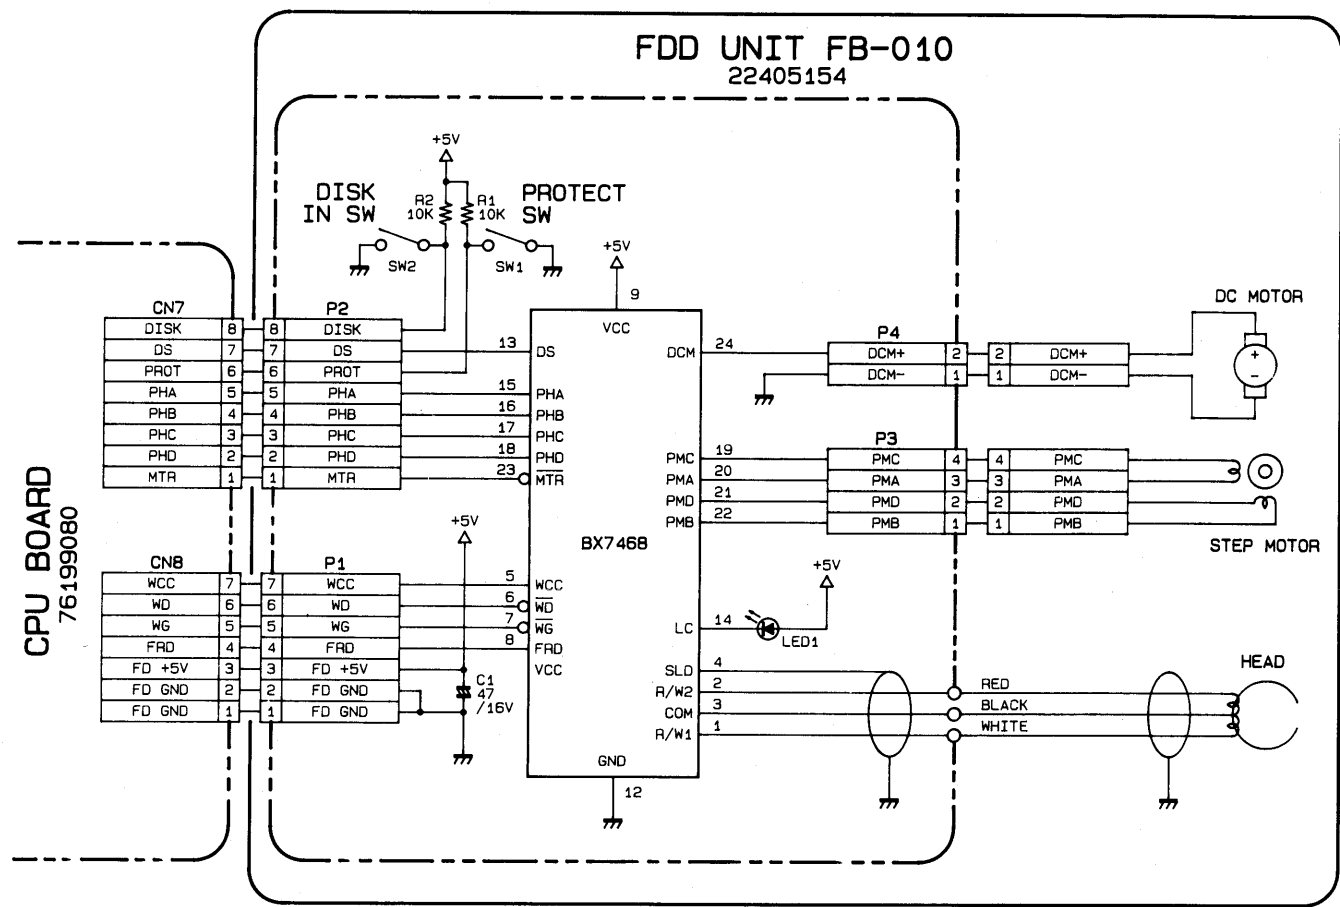 FDD UNIT FB-010
22405154
+5V
DISK
IN SW
R2
10K
R1
10K
PROTECT
SW
SW2
SW1
+5V
9
VCC
CN7
DISK 8
DS 7
PROT 6
PHA 5
PHB 4
PHC 3
PHD 2
MTR 1
P2
8 DISK
7 DS
6 PROT
5 PHA
4 PHB
3 PHC
2 PHD
1 MTR
13 DS
15 PHA
16 PHB
17 PHC
18 PHD
23 MTR
DCM 24
P4
DCM+ 2
DCM- 1
2 DCM+
1 DCM-
DC MOTOR
+
-
PMC 19
PMA 20
PMD 21
PMB 22
P3
PMC 4
PMA 3
PMD 2
PMB 1
4 PMC
3 PMA
2 PMD
1 PMB
STEP MOTOR
BX7468
CPU BOARD
76199080
CN8
WCC 7
WD 6
WG 5
FRD 4
FD +5V 3
FD GND 2
FD GND 1
P1
7 WCC
6 WD
5 WG
4 FRD
3 FD +5V
2 FD GND
1 FD GND
+5V
C1
47
/16V
5 WCC
6 WD
7 WG
8 FRD
VCC
LC 14
LED1
+5V
SLD 4
R/W2 2
COM 3
R/W1 1
RED
BLACK
WHITE
HEAD
GND
12